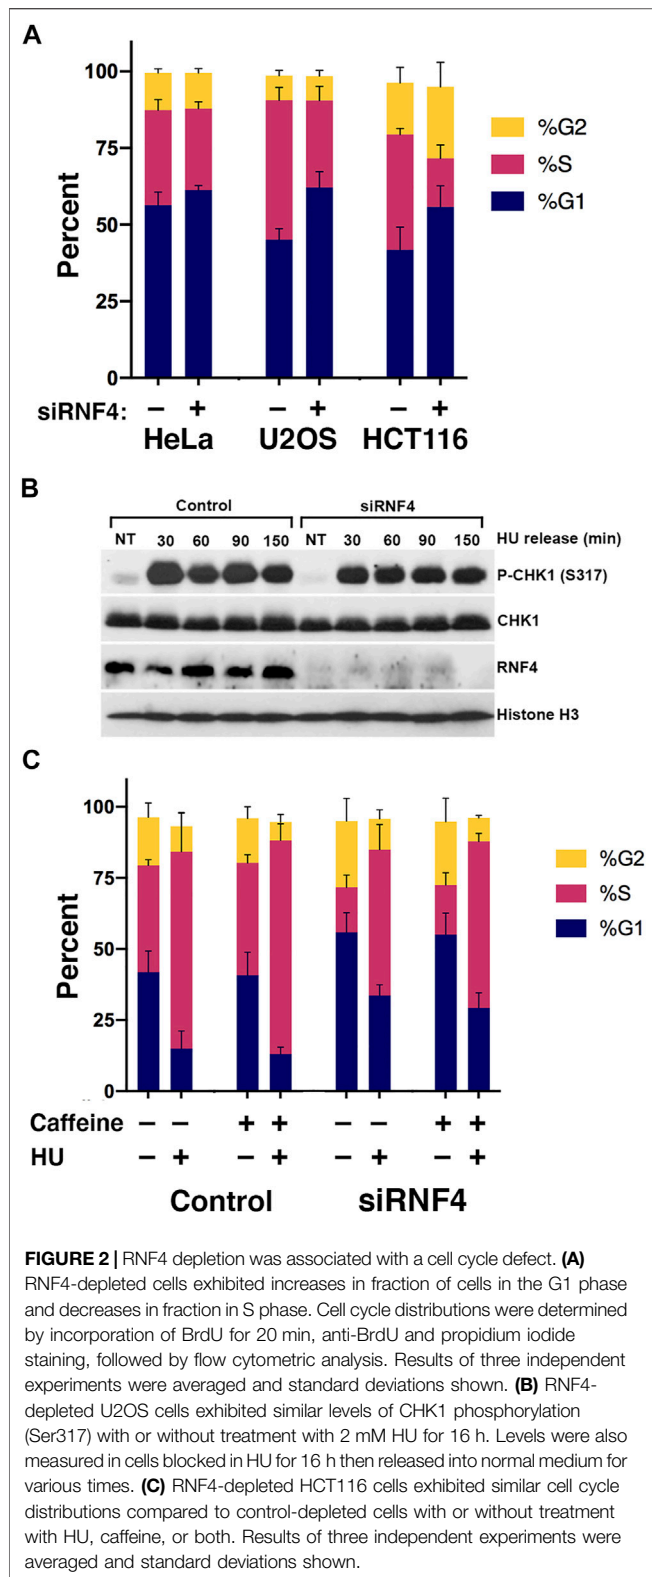 A
100
75
50
25
0
Percent
%G2
%S
%G1
siRNF4: − + − + − +
HeLa U2OS HCT116
B
Control siRNF4
NT 30 60 90 150 NT 30 60 90 150 HU release (min)
P-CHK1 (S317)
CHK1
RNF4
Histone H3
C
100
75
50
25
0
Percent
%G2
%S
%G1
Caffeine − − + + − − + +
HU − + − + − + − +
Control siRNF4
FIGURE 2 | RNF4 depletion was associated with a cell cycle defect. (A)
RNF4-depleted cells exhibited increases in fraction of cells in the G1 phase
and decreases in fraction in S phase. Cell cycle distributions were determined
by incorporation of BrdU for 20 min, anti-BrdU and propidium iodide
staining, followed by flow cytometric analysis. Results of three independent
experiments were averaged and standard deviations shown. (B) RNF4-
depleted U2OS cells exhibited similar levels of CHK1 phosphorylation
(Ser317) with or without treatment with 2 mM HU for 16 h. Levels were also
measured in cells blocked in HU for 16 h then released into normal medium for
various times. (C) RNF4-depleted HCT116 cells exhibited similar cell cycle
distributions compared to control-depleted cells with or without treatment
with HU, caffeine, or both. Results of three independent experiments were
averaged and standard deviations shown.